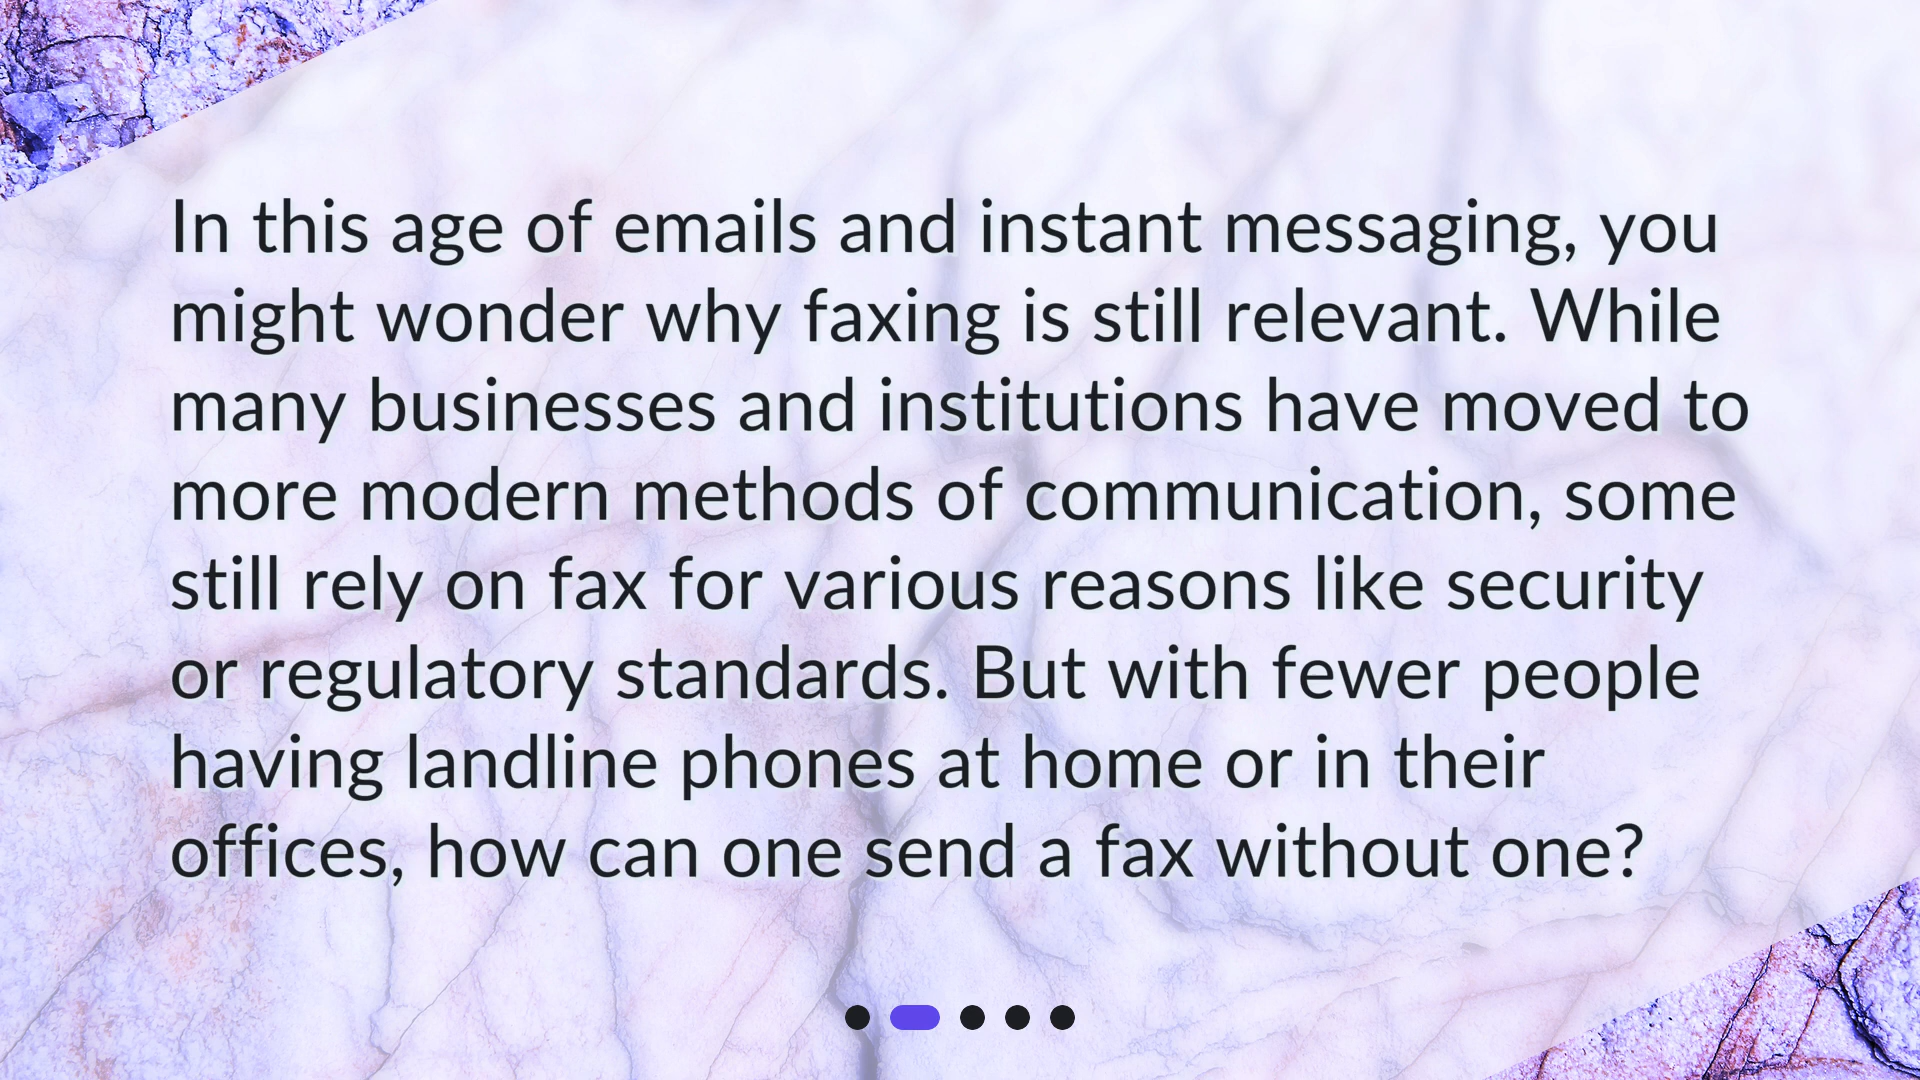 In this age of emails and instant messaging, you
might wonder why faxing is still relevant. While
many businesses and institutions have moved to
more modern methods of communication, some
still rely on fax for various reasons like security
or regulatory standards. But with fewer people
having landline phones at home or in their
offices, how can one send a fax without one?